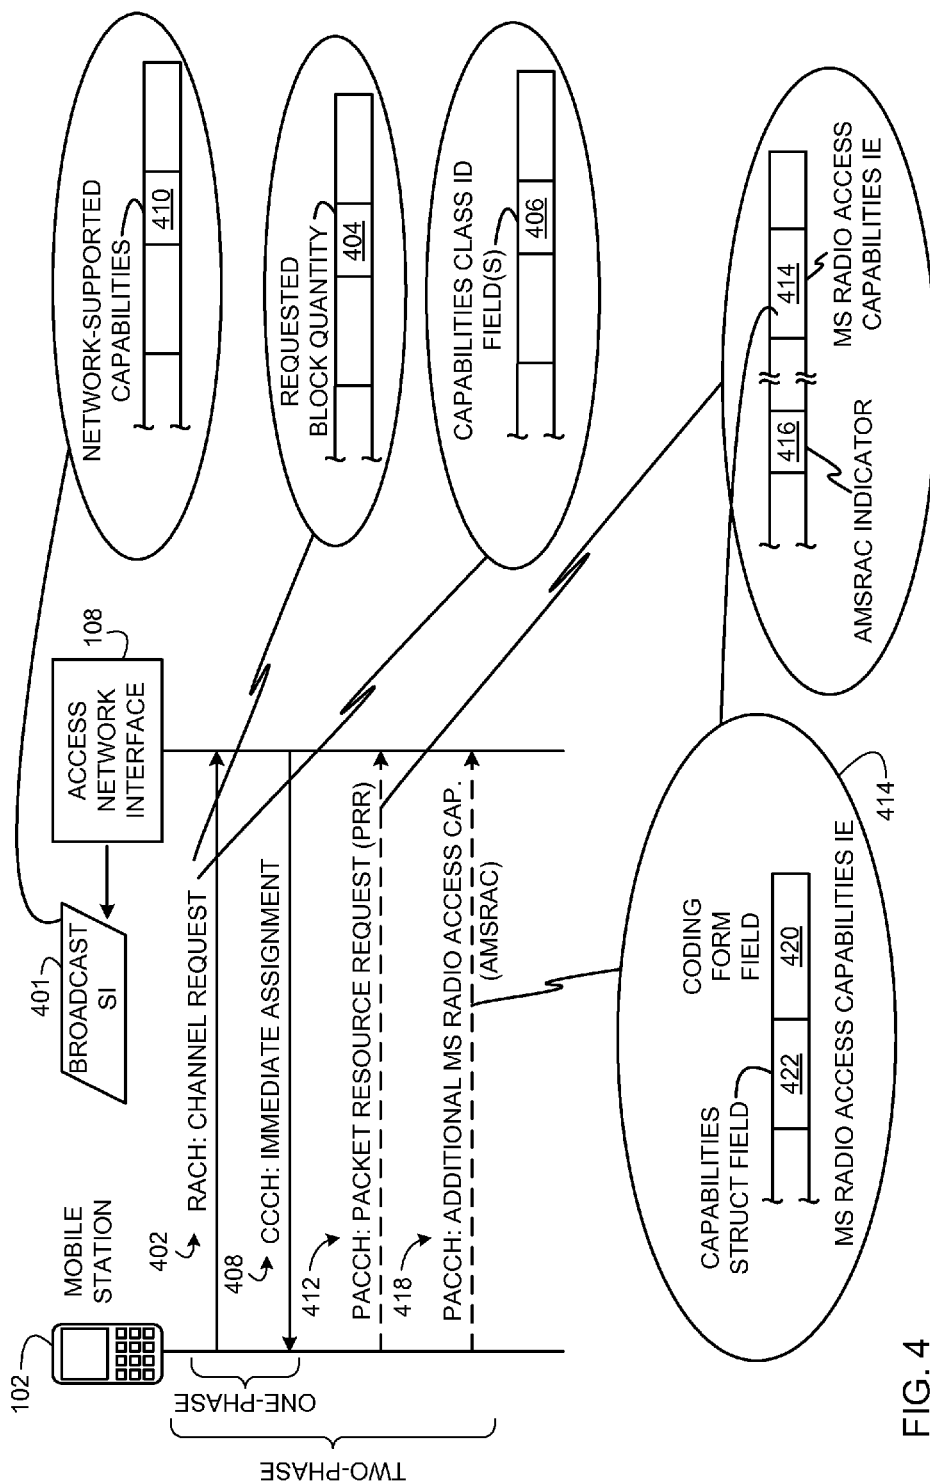 102
MOBILE
STATION
401
BROADCAST
SI
ACCESS
NETWORK
INTERFACE
108
NETWORK-SUPPORTED
CAPABILITIES
410
402
RACH: CHANNEL REQUEST
408
CCCH: IMMEDIATE ASSIGNMENT
412
PACCH: PACKET RESOURCE REQUEST (PRR)
418
PACCH: ADDITIONAL MS RADIO ACCESS CAP.
(AMSRAC)
ONE-PHASE
TWO-PHASE
REQUESTED
BLOCK QUANTITY
404
CAPABILITIES CLASS ID
FIELD(S)
406
416
414
AMSRAC INDICATOR
MS RADIO ACCESS
CAPABILITIES IE
CAPABILITIES
STRUCT FIELD
CODING
FORM
FIELD
422
420
MS RADIO ACCESS CAPABILITIES IE
414
FIG. 4